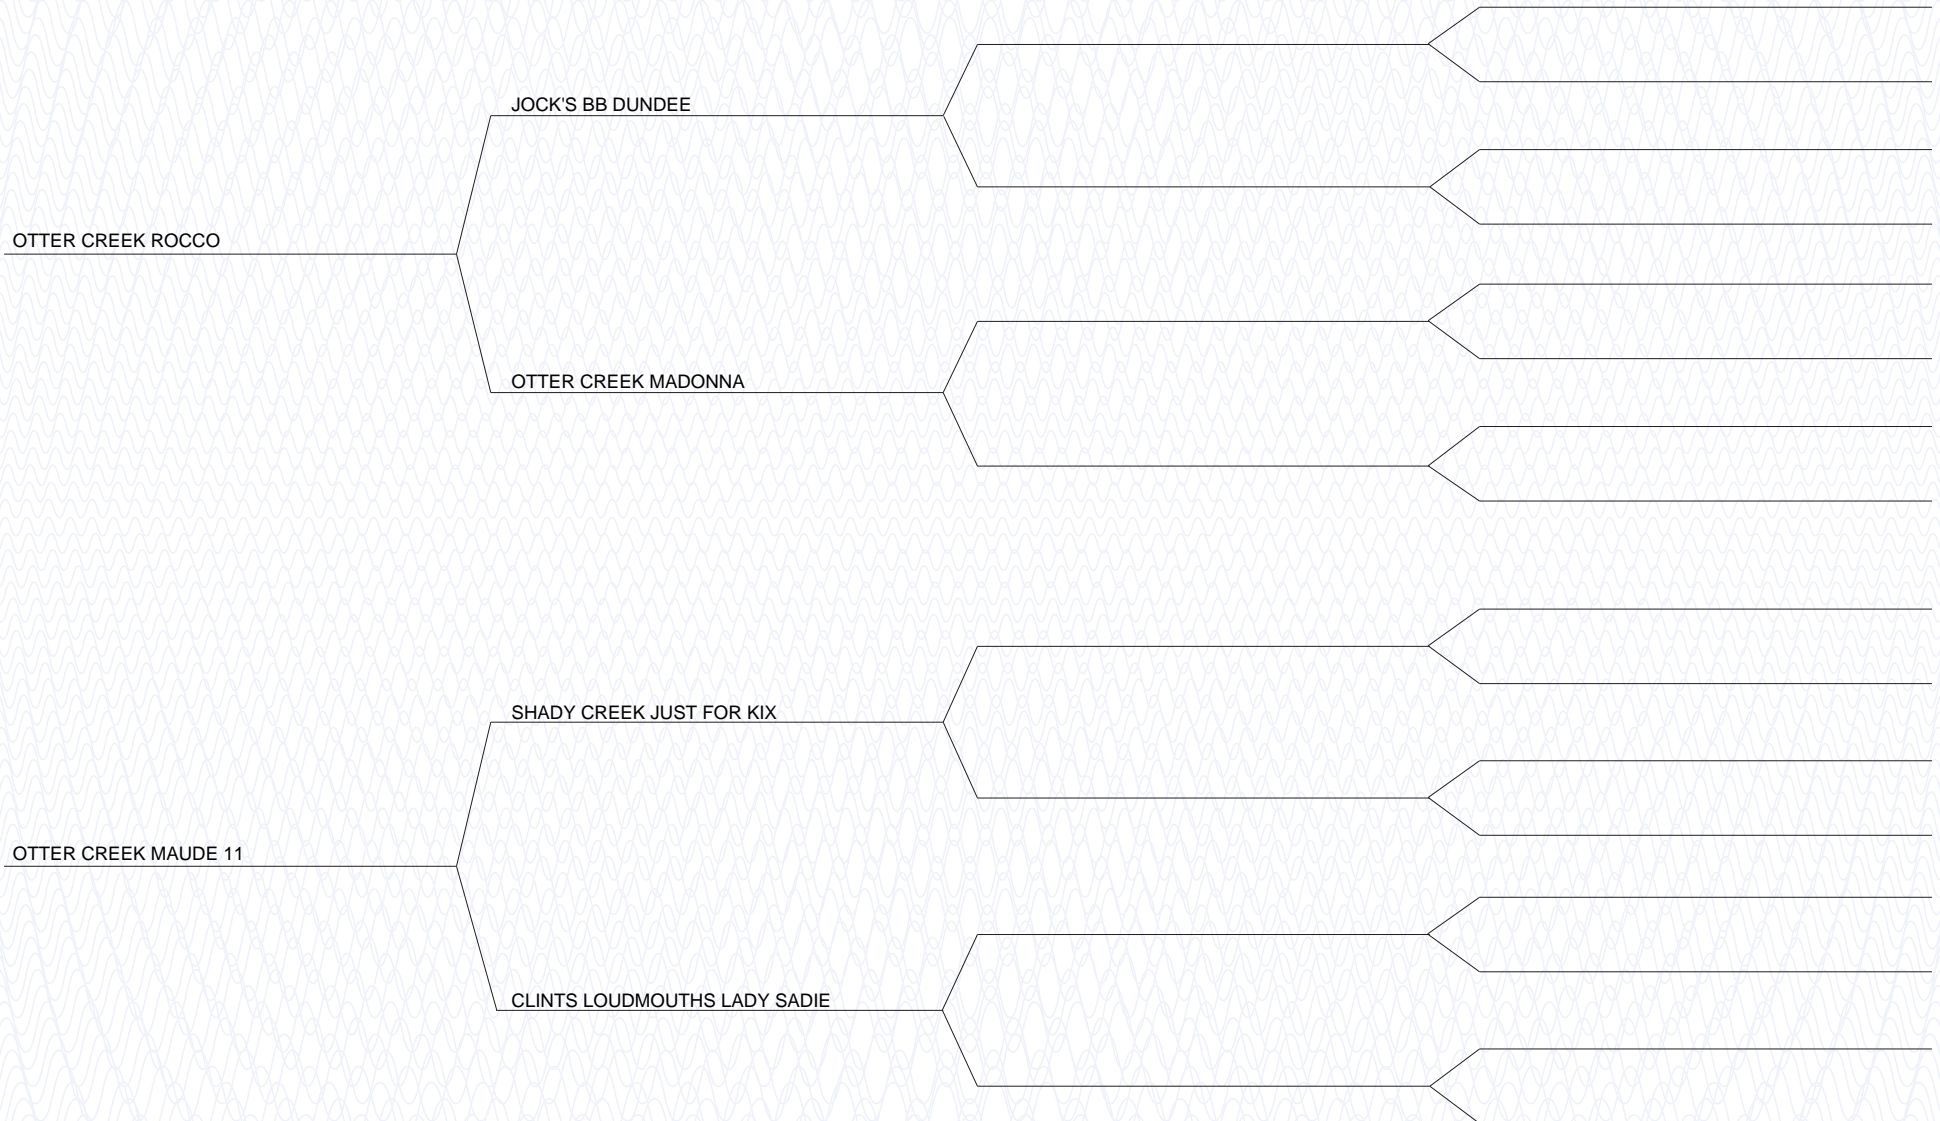 JOCK'S BB DUNDEE
OTTER CREEK ROCCO
OTTER CREEK MADONNA
SHADY CREEK JUST FOR KIX
OTTER CREEK MAUDE 11
CLINTS LOUDMOUTHS LADY SADIE